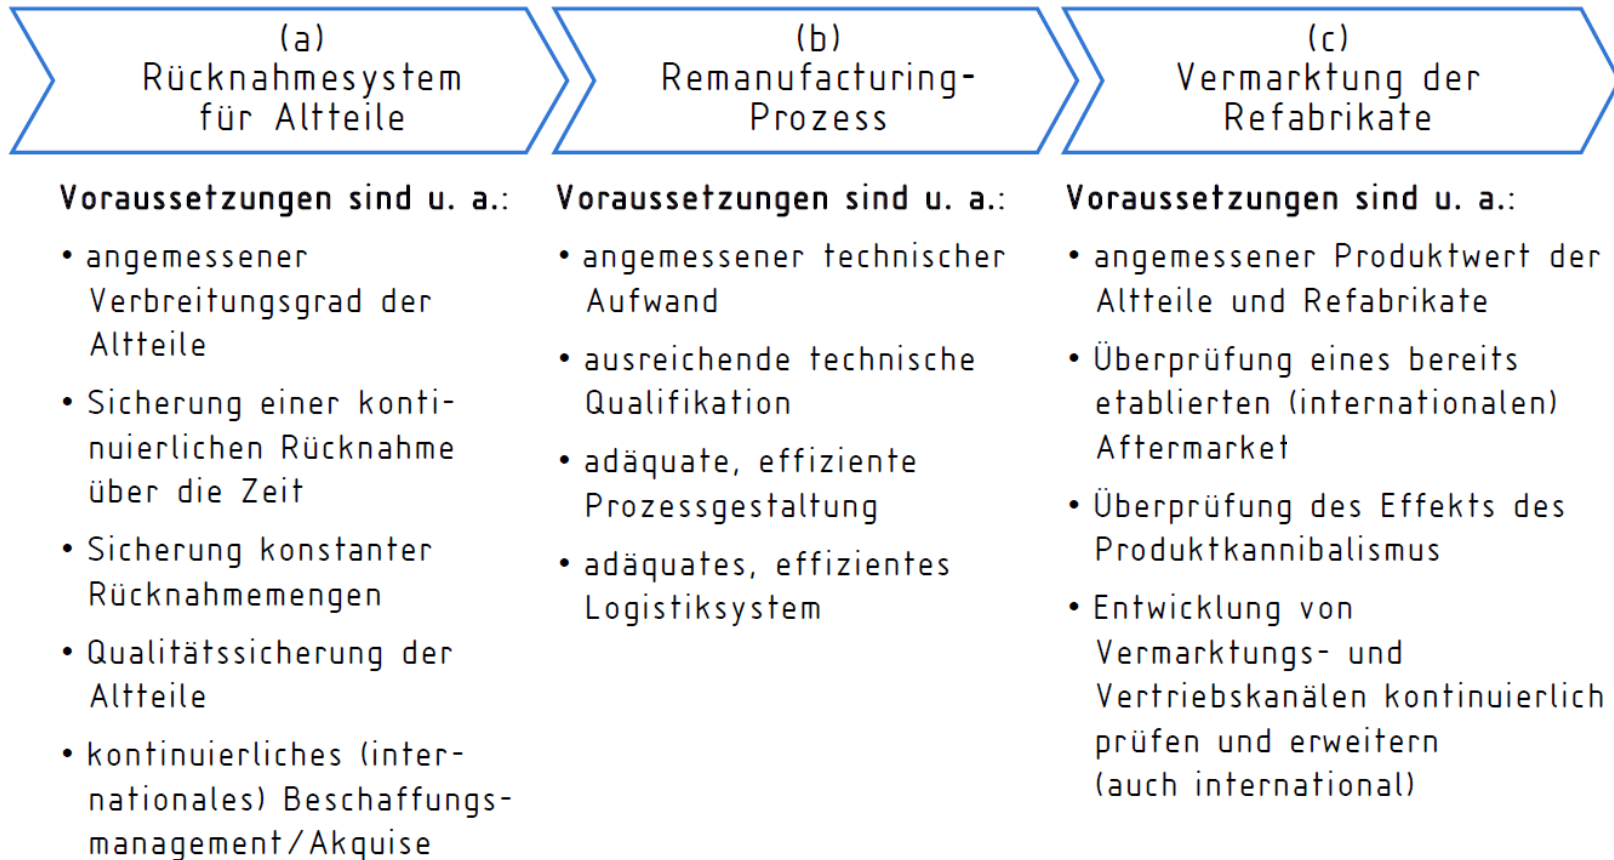 (a)
Rücknahmesystem
für Altteile
(b)
Remanufacturing-
Prozess
(c)
Vermarktung der
Refabrikate
Voraussetzungen sind u. a.:
• angemessener
Verbreitungsgrad der
Altteile
• Sicherung einer konti-
nuierlichen Rücknahme
über die Zeit
• Sicherung konstanter
Rücknahmemengen
• Qualitätssicherung der
Altteile
• kontinuierliches (inter-
nationales) Beschaffungs-
management/Akquise
Voraussetzungen sind u. a.:
• angemessener technischer
Aufwand
• ausreichende technische
Qualifikation
• adäquate, effiziente
Prozessgestaltung
• adäquates, effizientes
Logistiksystem
Voraussetzungen sind u. a.:
• angemessener Produktwert der
Altteile und Refabrikate
• Überprüfung eines bereits
etablierten (internationalen)
Aftermarket
• Überprüfung des Effekts des
Produktkannibalismus
• Entwicklung von
Vermarktungs- und
Vertriebskanälen kontinuierlich
prüfen und erweitern
(auch international)